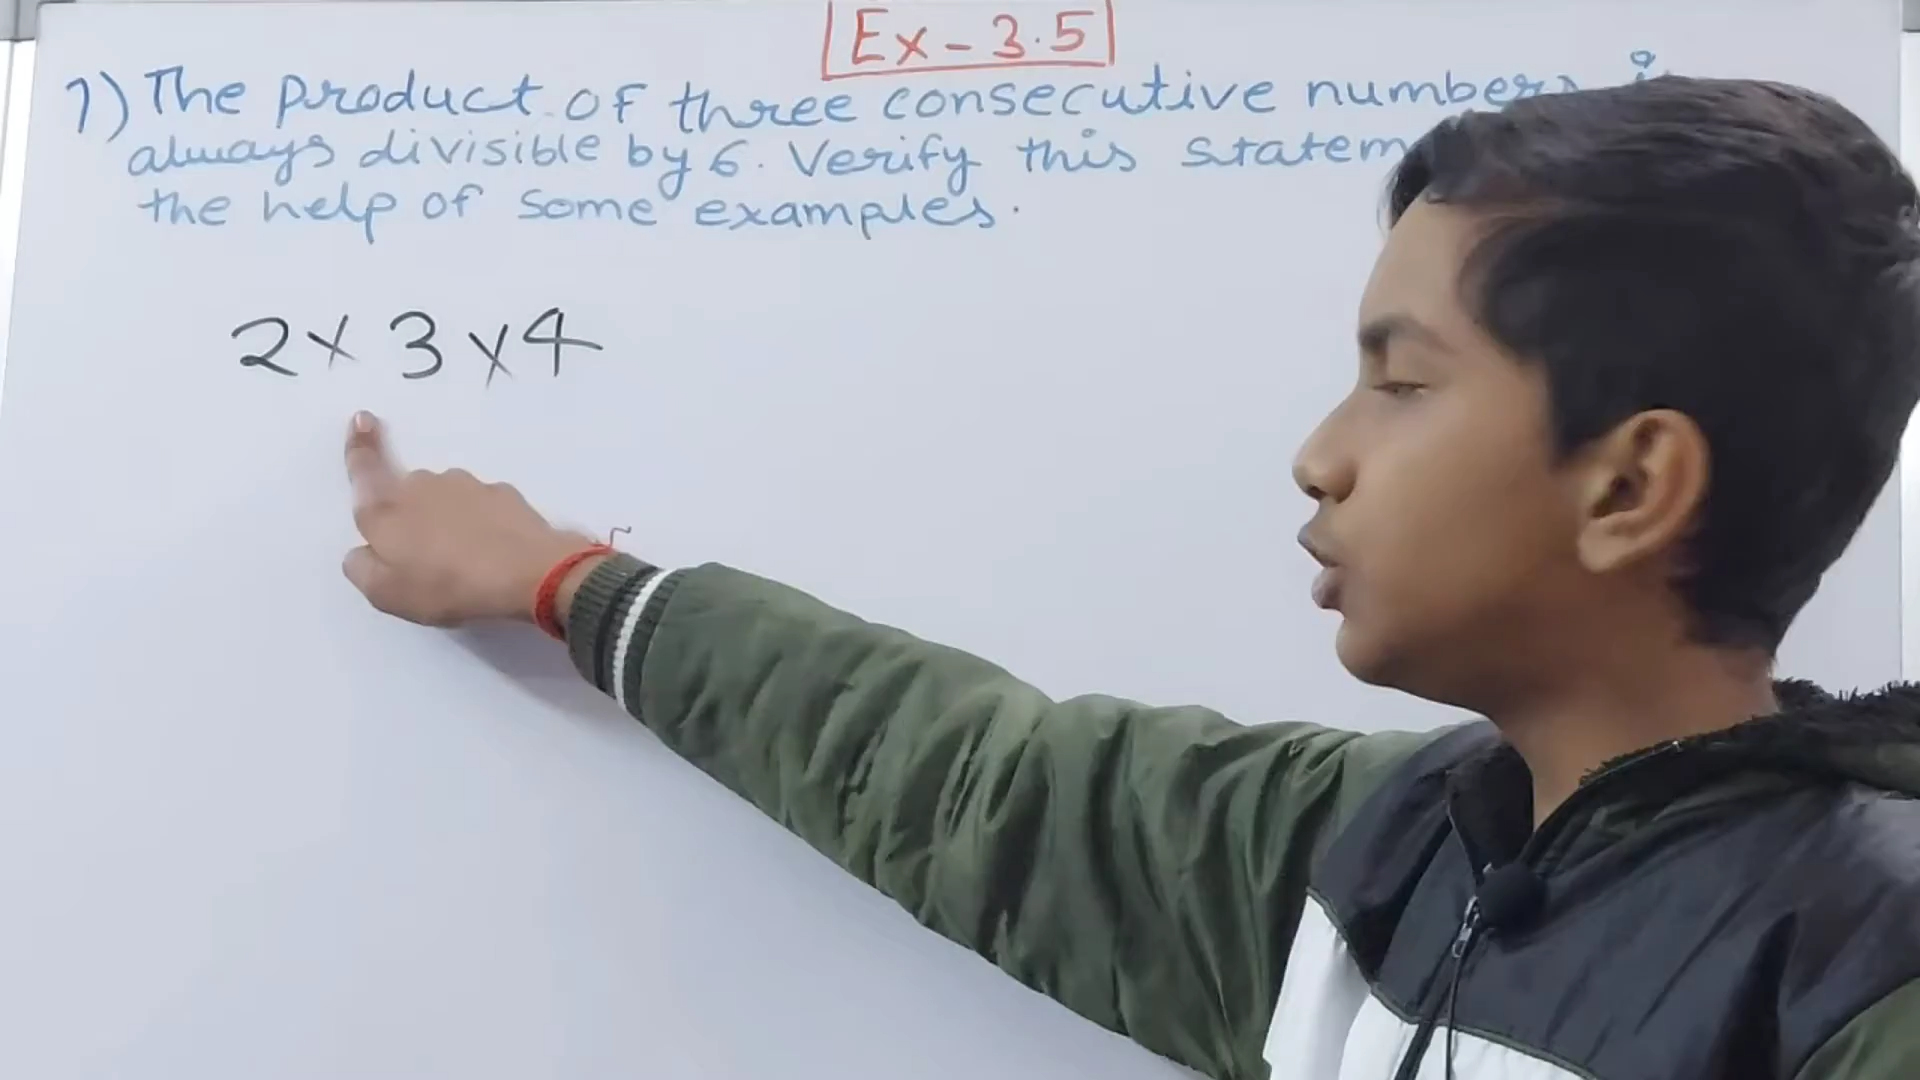 Ex - 3.5
7) The product of three consecutive numbers
always divisible by 6. Verify this
the help of some examples.
2 x 3 x 4